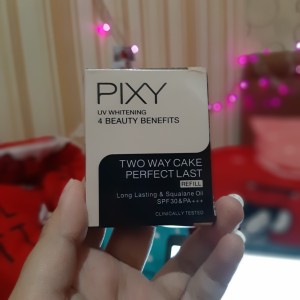 PIXY
UV WHITENING
4 BEAUTY BENEFITS
TWO WAY CAKE
PERFECT LAST
REFILL
Long Lasting & Squalane Oil
SPF 30 & PA +++
CLINICALLY TESTED